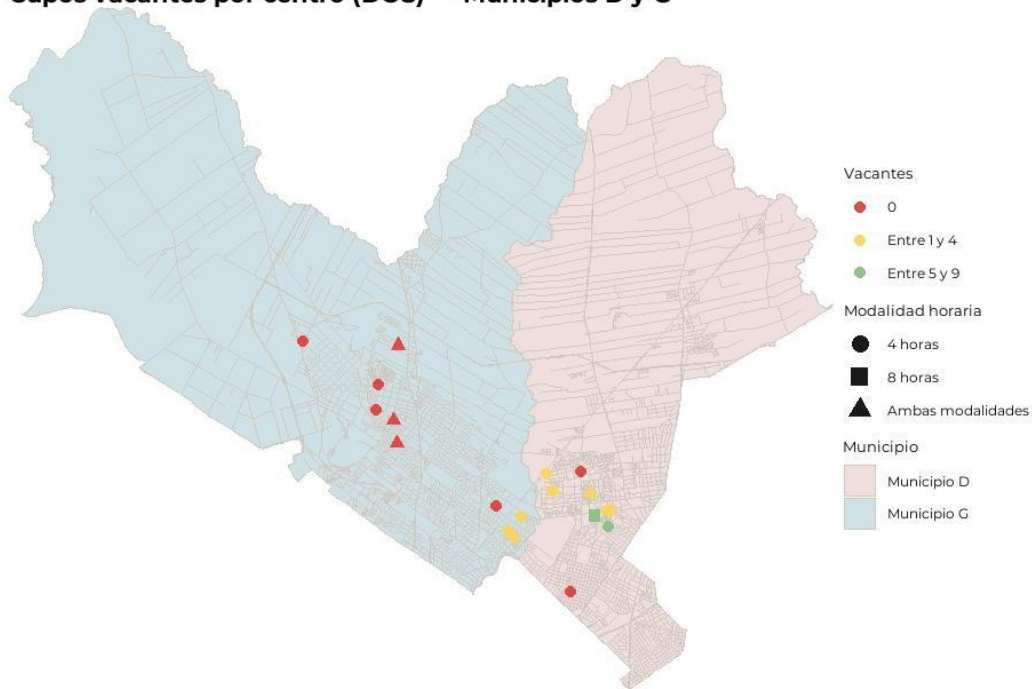 Cupos vacantes por centro (DCS) — Municipios D y G
Vacantes
0
Entre 1 y 4
Entre 5 y 9
Modalidad horaria
4 horas
8 horas
Ambas modalidades
Municipio
Municipio D
Municipio G